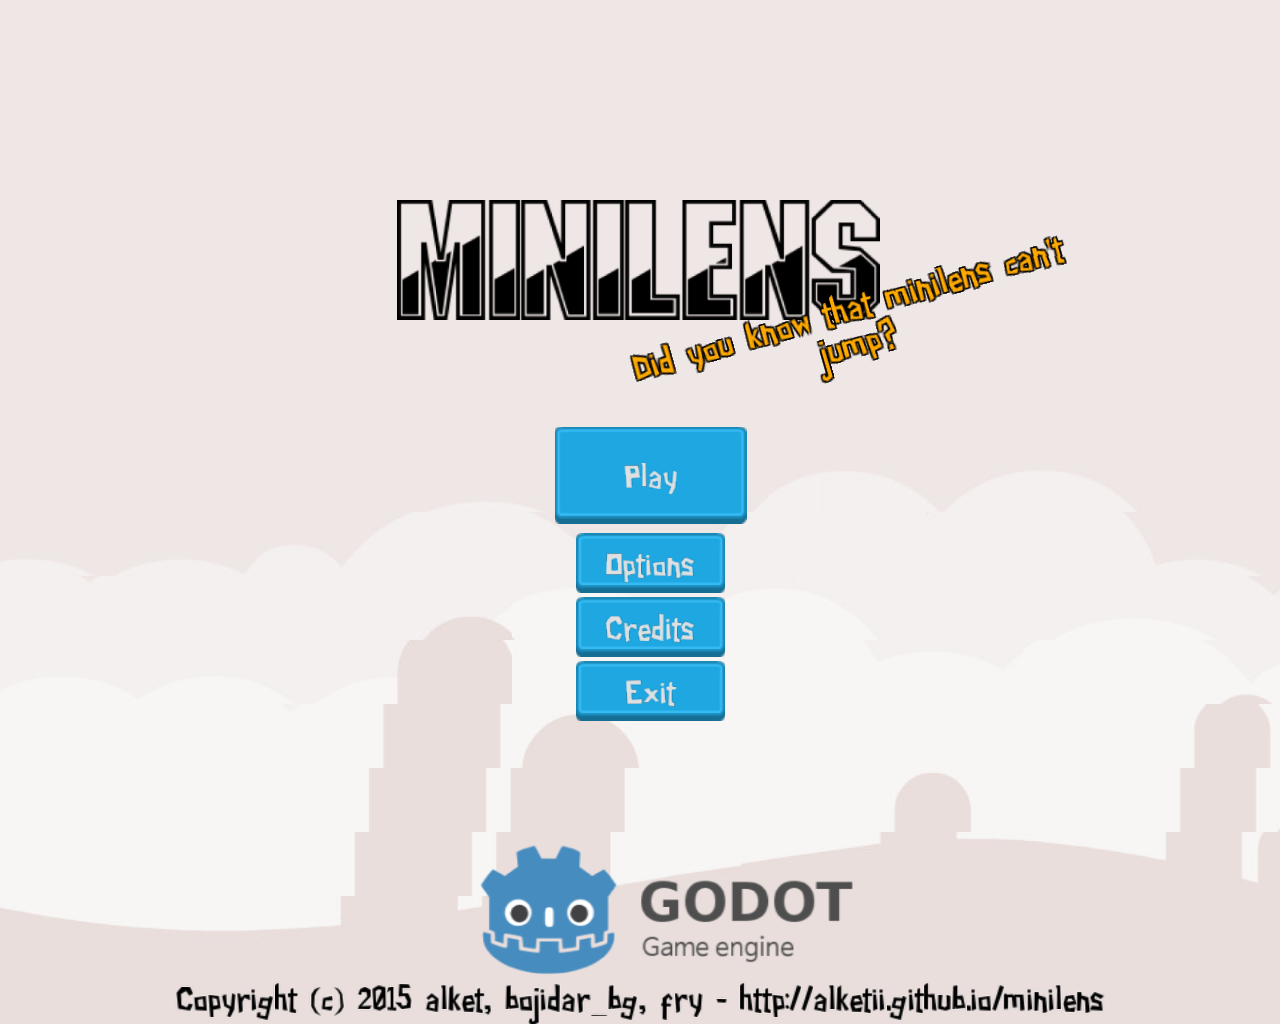 MINILENS
Did you know that minilens can't
jump?
Play
Options
Credits
Exit
GODOT
Game engine
Copyright (c) 2015 alket, bojidar_bg, fry - http://alketii.github.io/minilens